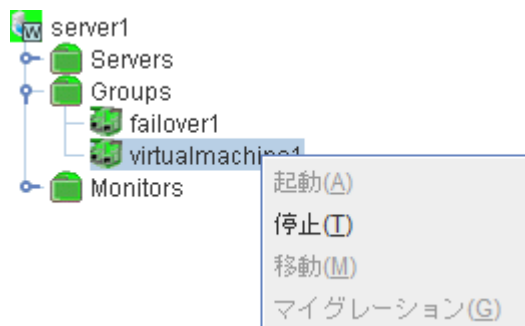 server1
Servers
Groups
failover1
virtualmachine1
Monitors
起動(A)
停止(T)
移動(M)
マイグレーション(G)